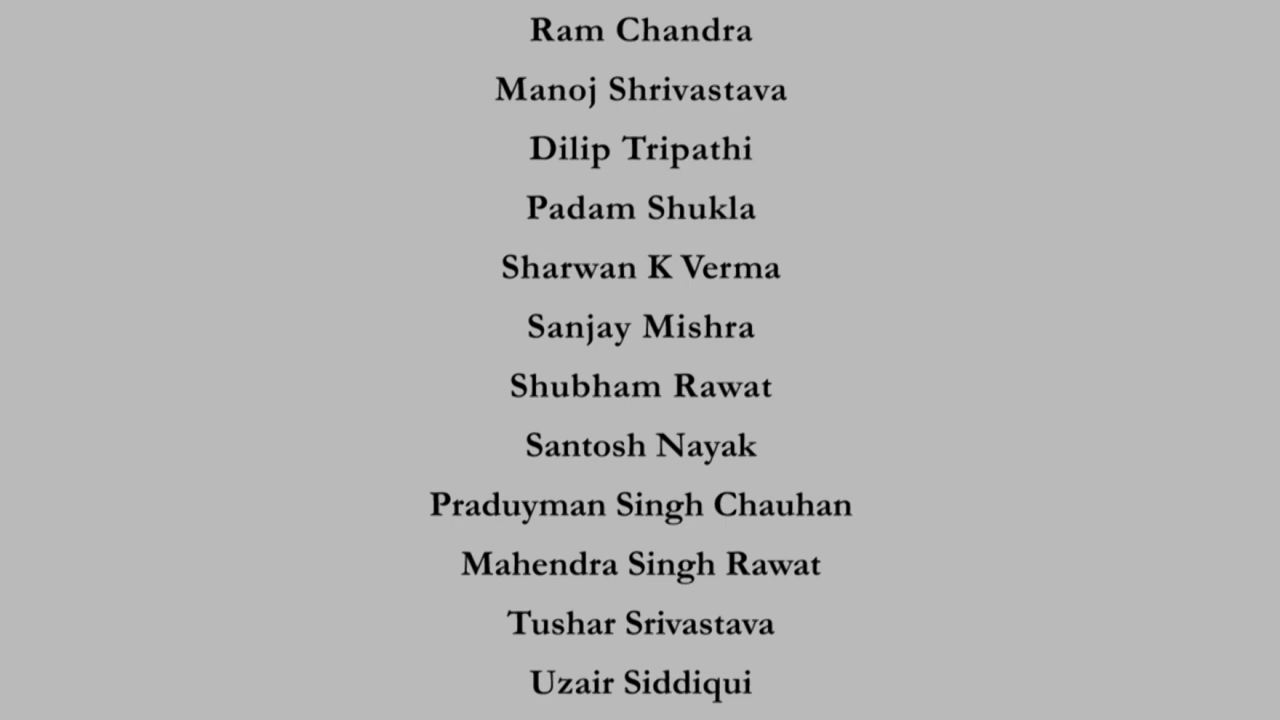 Ram Chandra
Manoj Shrivastava
Dilip Tripathi
Padam Shukla
Sharwan K Verma
Sanjay Mishra
Shubham Rawat
Santosh Nayak
Praduyman Singh Chauhan
Mahendra Singh Rawat
Tushar Srivastava
Uzair Siddiqui